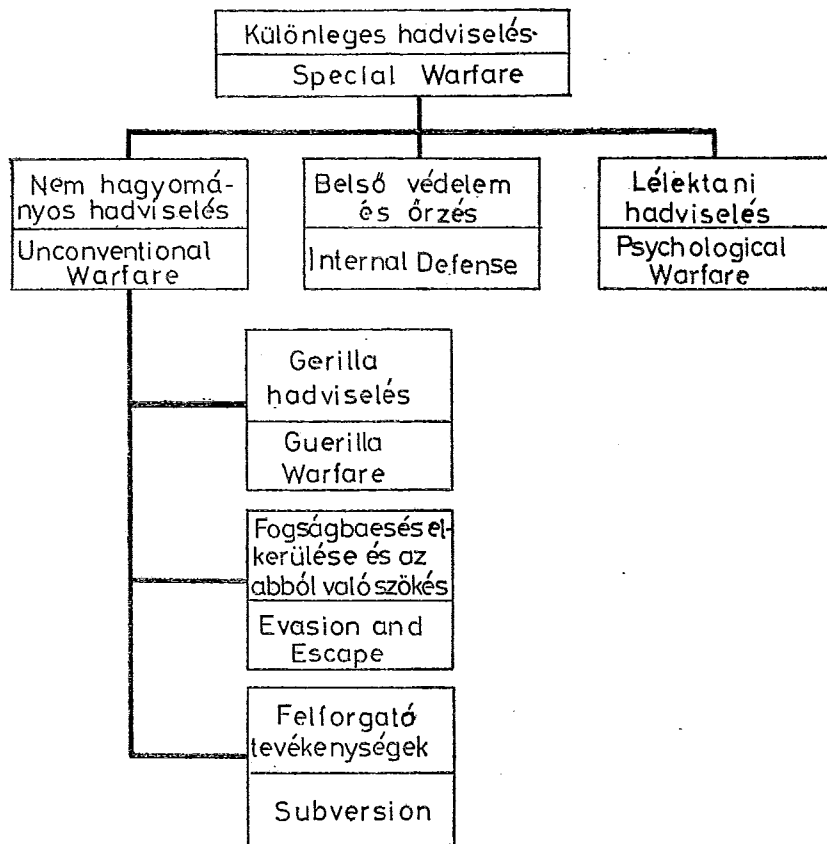 Különleges hadviselés
Special Warfare
Nem hagyomá-
nyos hadviselés
Unconventional
Warfare
Belső védelem
és őrzés
Internal Defense
Lélektani
hadviselés
Psychological
Warfare
Gerilla
hadviselés
Guerilla
Warfare
Fogságbaesés el-
kerülése és az
abból való szökés
Evasion and
Escape
Felforgató
tevékenységek
Subversion